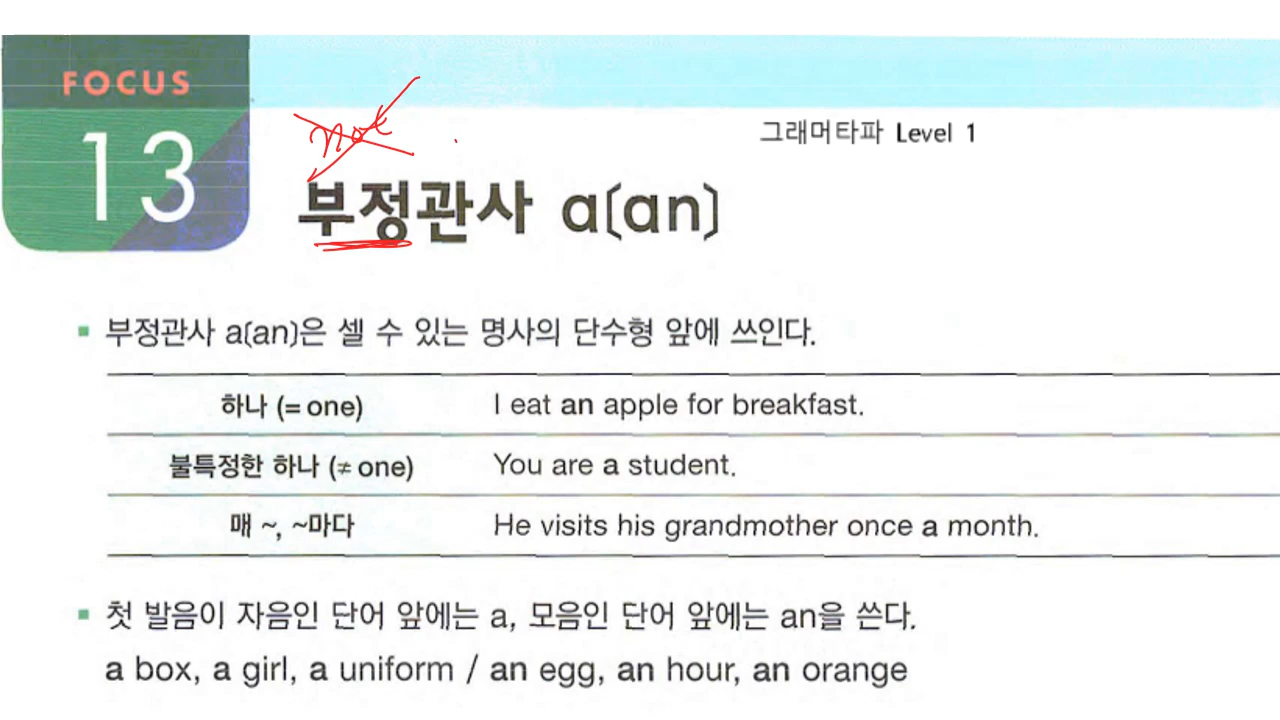 FOCUS
13
not
그래머타파 Level 1
부정관사 a(an)
부정관사 a(an)은 셀 수 있는 명사의 단수형 앞에 쓰인다.
하나 (= one) I eat an apple for breakfast.
불특정한 하나 (≠ one) You are a student.
매 ~, ~마다 He visits his grandmother once a month.
첫 발음이 자음인 단어 앞에는 a, 모음인 단어 앞에는 an을 쓴다.
a box, a girl, a uniform / an egg, an hour, an orange